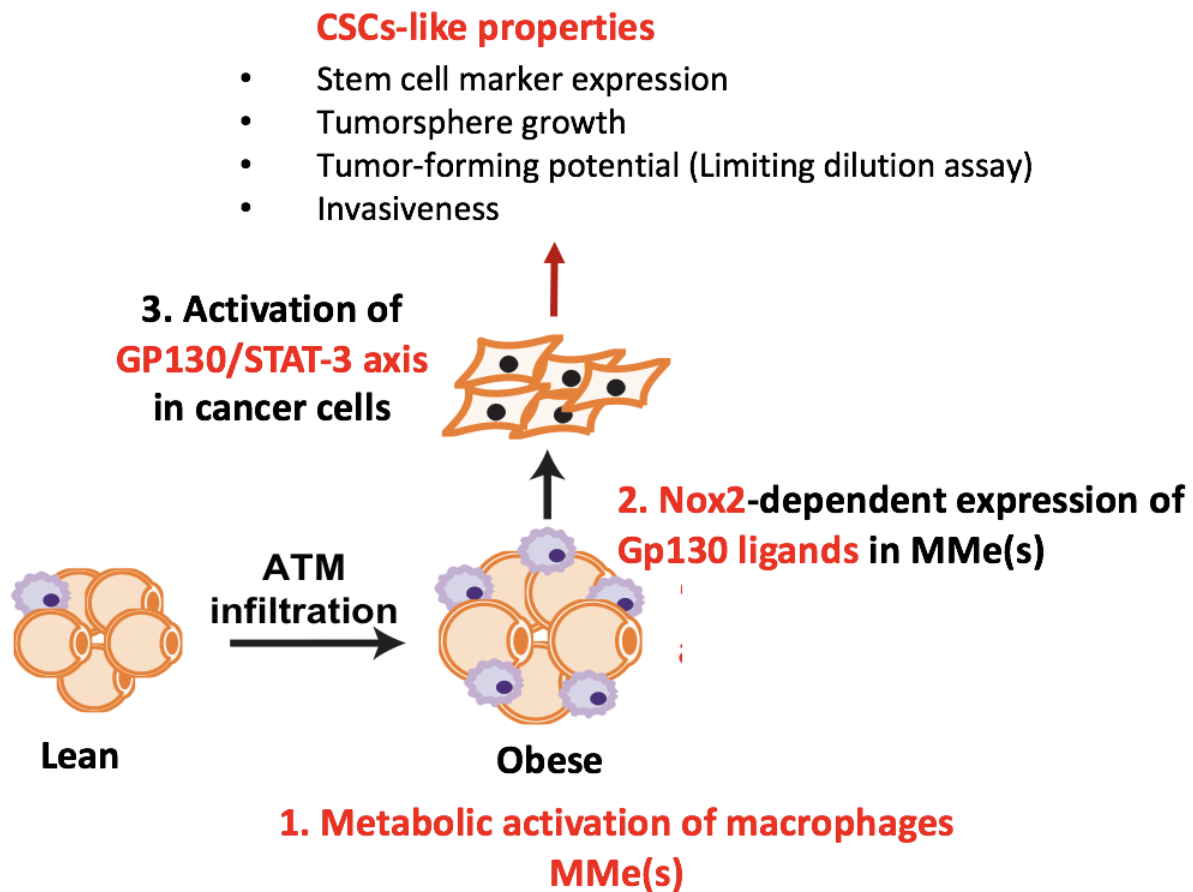 CSCs-like properties
• Stem cell marker expression
• Tumorsphere growth
• Tumor-forming potential (Limiting dilution assay)
• Invasiveness
3. Activation of
GP130/STAT-3 axis
in cancer cells
2. Nox2-dependent expression of
Gp130 ligands in MMe(s)
ATM
infiltration
Lean
Obese
1. Metabolic activation of macrophages
MMe(s)